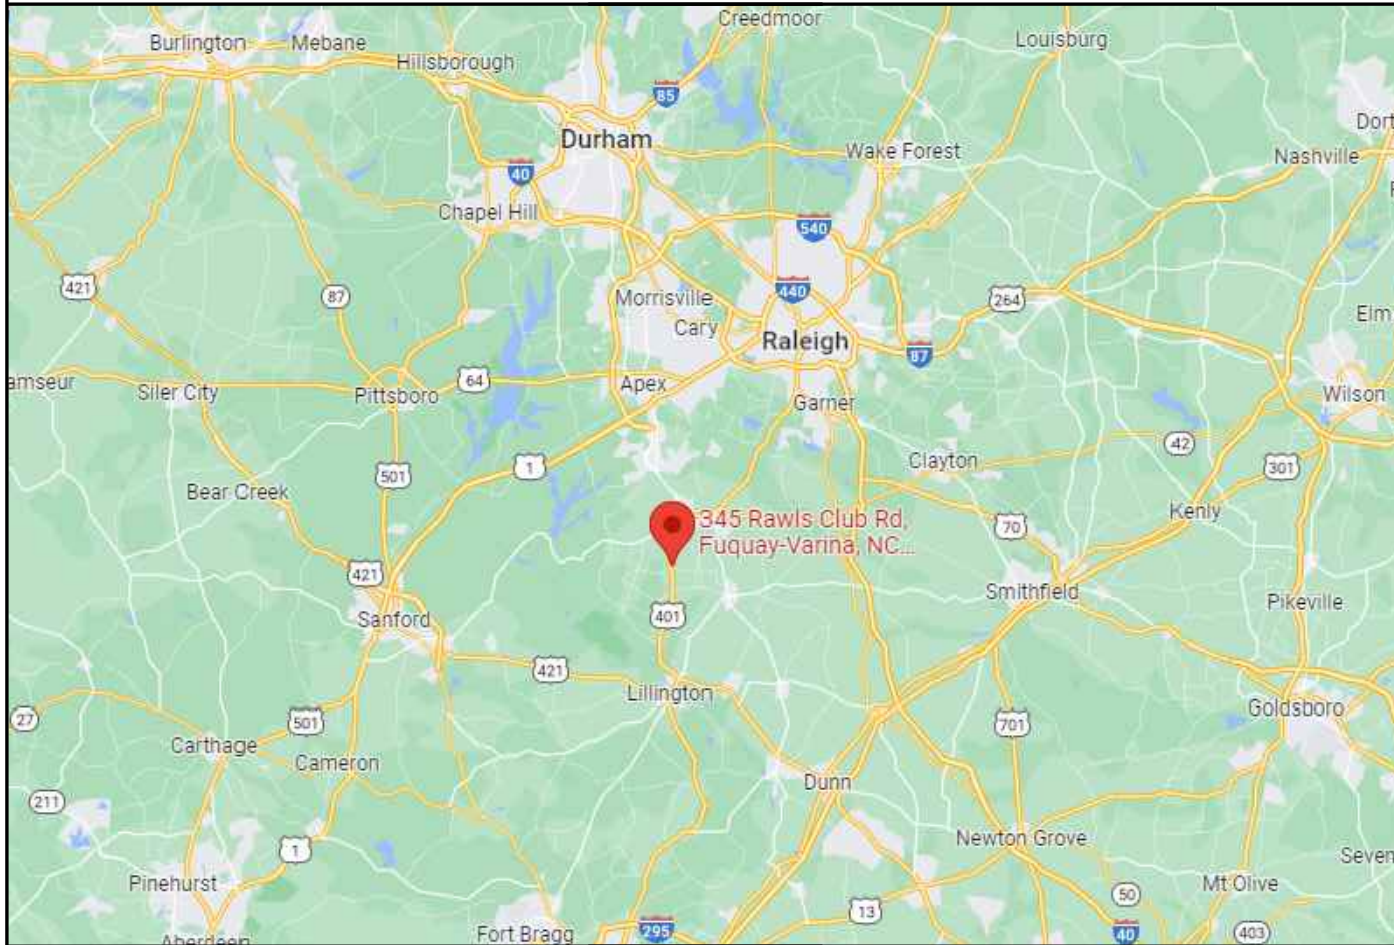 Creedmoor
Burlington
Mebane
Louisburg
Hillsborough
85
Dort
Durham
Wake Forest
Nashville
40
Chapel Hill
540
421
87
440
Morrisville
264
Cary
Elm
Raleigh
87
amseur
64
Apex
Siler City
Pittsboro
Wilson
Garner
42
Clayton
1
501
301
Bear Creek
345 Rawls Club Rd,
Fuquay-Varina, NC...
Kenly
70
421
Smithfield
Pikeville
Sanford
401
421
Lillington
Goldsboro
27
501
701
Carthage
Cameron
Dunn
211
Newton Grove
1
Seven
Pinehurst
Mt Olive
50
13
Fort Bragg
295
40
403
Aberdeen